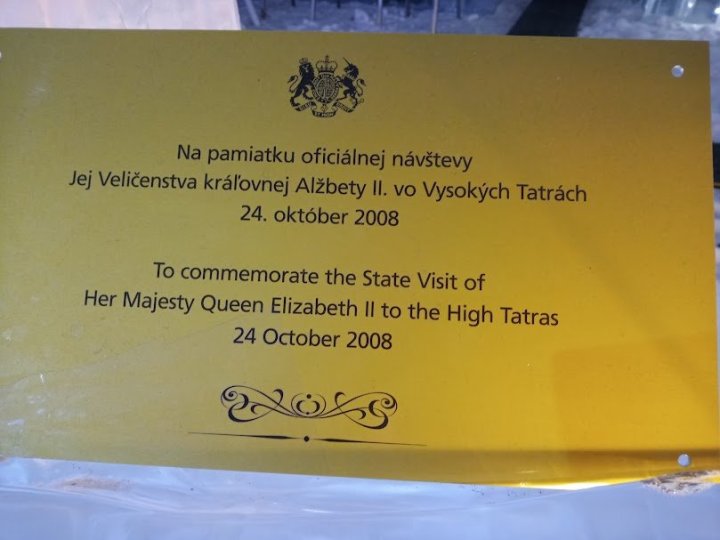 Na pamiatku oficiálnej návštevy
Jej Veličenstva kráľovnej Alžbety II. vo Vysokých Tatrách
24. október 2008
To commemorate the State Visit of
Her Majesty Queen Elizabeth II to the High Tatras
24 October 2008